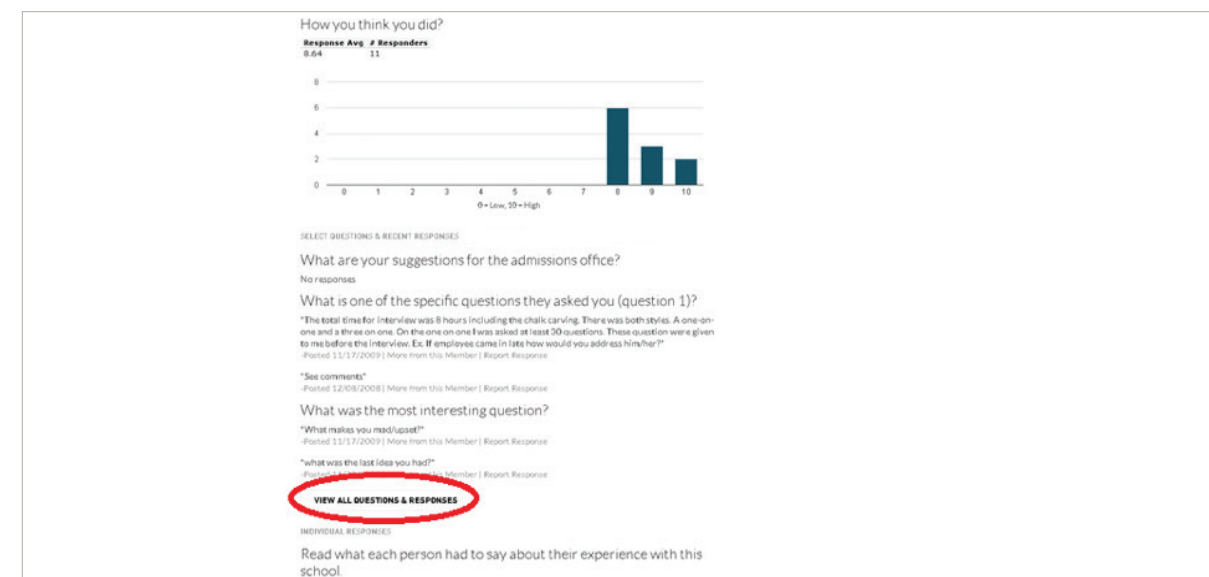 How you think you did?
Response Avg # Responders
8.64 11
8
6
4
2
0
0 1 2 3 4 5 6 7 8 9 10
0 = Low, 10 = High
SELECT QUESTIONS & RECENT RESPONSES
What are your suggestions for the admissions office?
No responses
What is one of the specific questions they asked you (question 1)?
"The total time for interview was 8 hours including the chalk carving. There was both styles. A one-on-
one and a three on one. On the one on one I was asked at least 30 questions. These question were given
to me before the interview. Ex. If employee came in late how would you address him/her?"
-Posted 11/17/2009 | More from this Member | Report Response
"See comments"
-Posted 12/08/2008 | More from this Member | Report Response
What was the most interesting question?
"What makes you mad/upset?"
-Posted 11/17/2009 | More from this Member | Report Response
"what was the last idea you had?"
-Posted this Member | Report Response
VIEW ALL QUESTIONS & RESPONSES
INDIVIDUAL RESPONSES
Read what each person had to say about their experience with this
school.